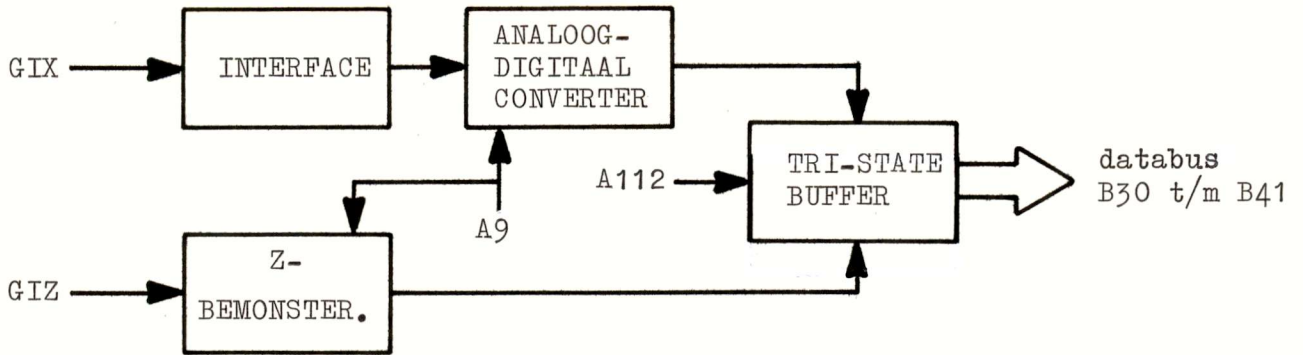 GIX
INTERFACE
ANALOOG-
DIGITAAL
CONVERTER
A112
TRI-STATE
BUFFER
databus
B30 t/m B41
A9
GIZ
Z-
BEMONSTER.